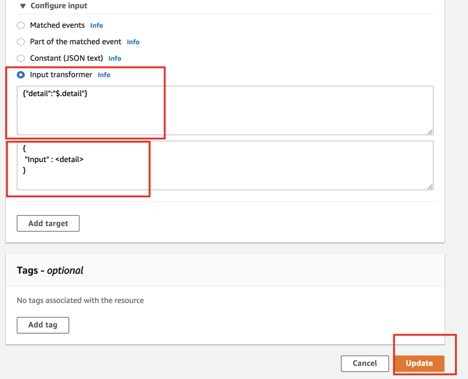 ▼ Configure input
Matched events Info
Part of the matched event Info
Constant (JSON text) Info
Input transformer Info
{"detail":"$.detail"}
{
"Input" : <detail>
}
Add target
Tags - optional
No tags associated with the resource
Add tag
Cancel
Update